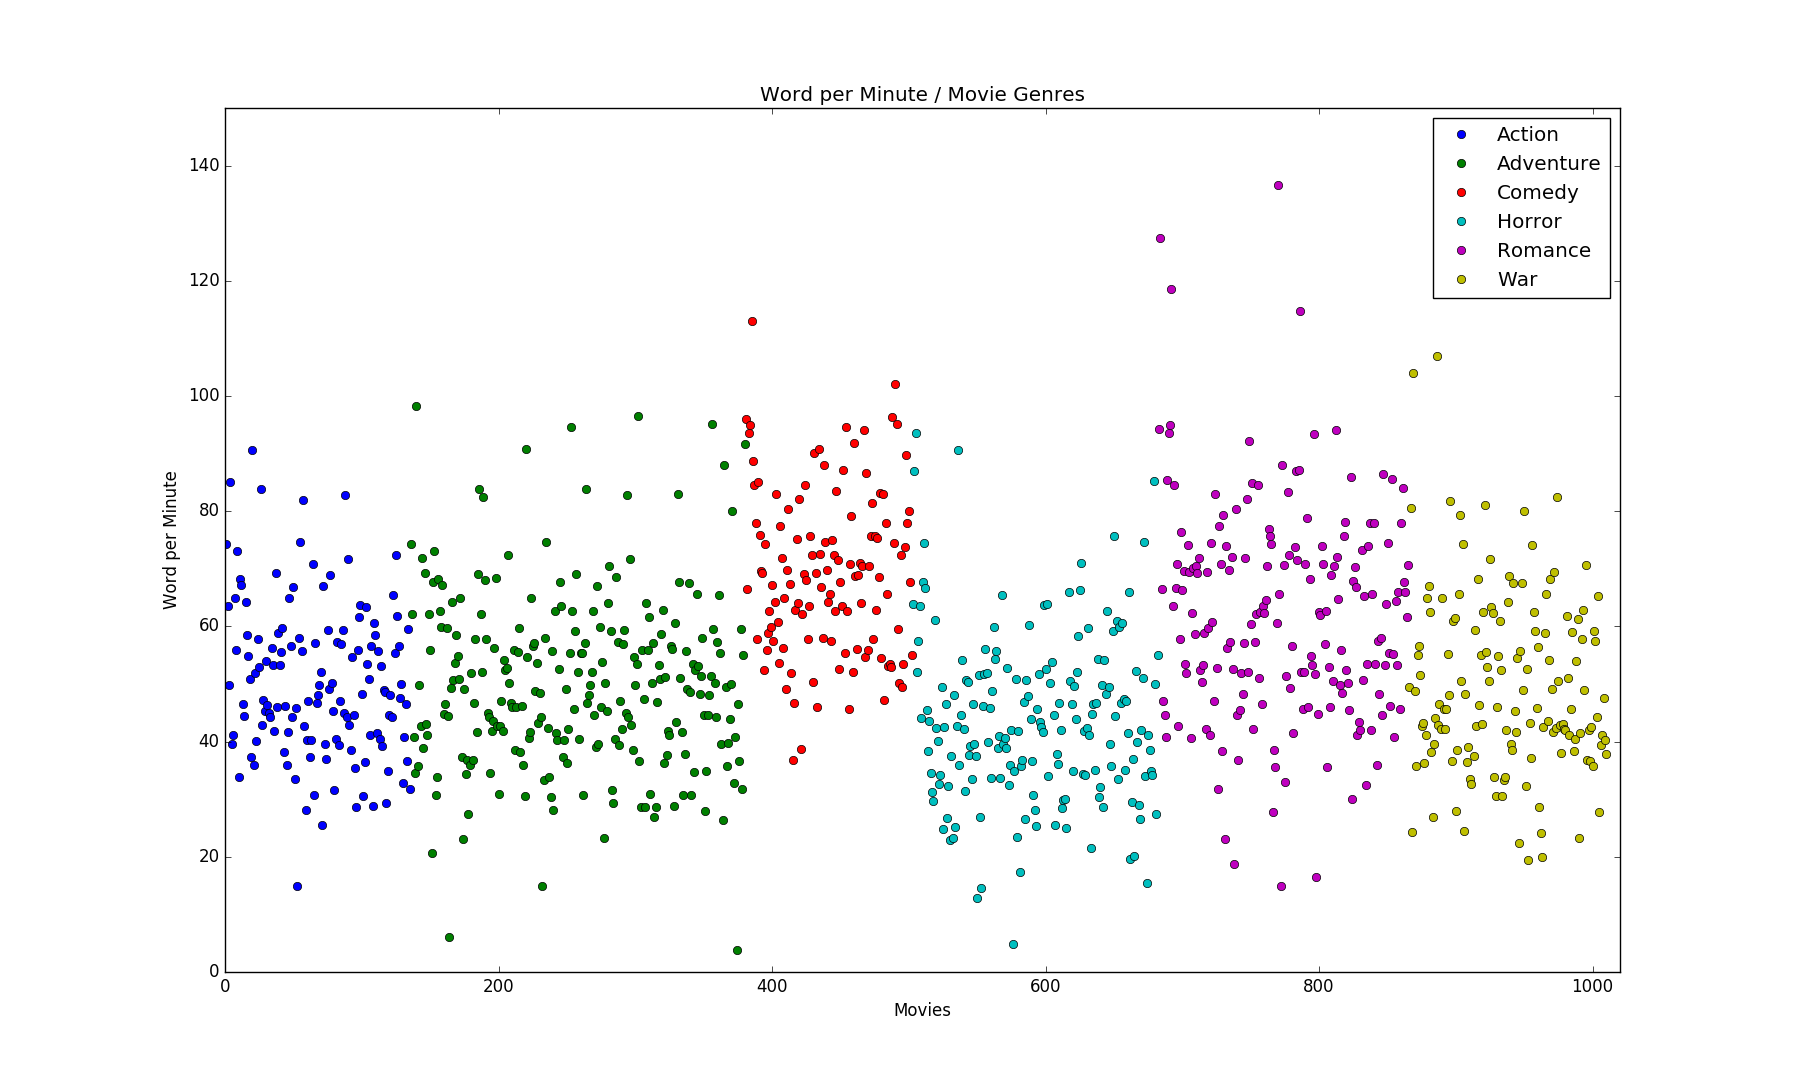 Word per Minute / Movie Genres
Action
Adventure
Comedy
Horror
Romance
War
140
120
100
80
60
40
20
0
Word per Minute
0 200 400 600 800 1000
Movies